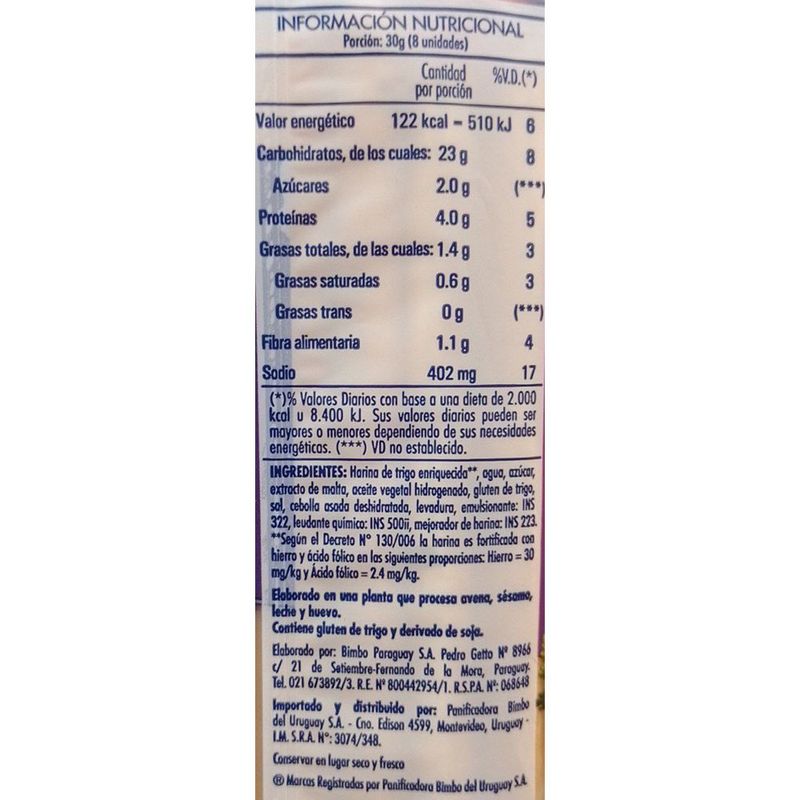 INFORMACIÓN NUTRICIONAL
Porción: 30g (8 unidades)
Cantidad por porción %V.D.(*)
Valor energético 122 kcal – 510 kJ 6
Carbohidratos, de los cuales: 23 g 8
Azúcares 2.0 g (***)
Proteínas 4.0 g 5
Grasas totales, de las cuales: 1.4 g 3
Grasas saturadas 0.6 g 3
Grasas trans 0 g (***)
Fibra alimentaria 1.1 g 4
Sodio 402 mg 17
(*)% Valores Diarios con base a una dieta de 2.000
kcal u 8.400 kJ. Sus valores diarios pueden ser
mayores o menores dependiendo de sus necesidades
energéticas. (***) VD no establecido.
INGREDIENTES: Harina de trigo enriquecida**, agua, azúcar,
extracto de malta, aceite vegetal hidrogenado, gluten de trigo,
sal, cebolla asada deshidratada, levadura, emulsionante: INS
322, leudante químico: INS 500ii, mejorador de harina: INS 223.
**Según el Decreto N° 130/006 la harina es fortificada con
hierro y ácido fólico en las siguientes proporciones: Hierro = 30
mg/kg y Ácido fólico = 2.4 mg/kg.
Elaborado en una planta que procesa avena, sésamo,
leche y huevo.
Contiene gluten de trigo y derivado de soja.
Elaborado por: Bimbo Paraguay S.A. Pedro Getto Nº 8966
c/ 21 de Setiembre-Fernando de la Mora, Paraguay.
Tel. 021 673892/3. R.E. Nº 800442954/1. R.S.P.A. Nº: 068648
Importado y distribuido por: Panificadora Bimbo
del Uruguay S.A. - Cno. Edison 4599, Montevideo, Uruguay -
I.M. S.R.A. N°: 3074/348.
Conservar en lugar seco y fresco
® Marcas Registradas por Panificadora Bimbo del Uruguay S.A.